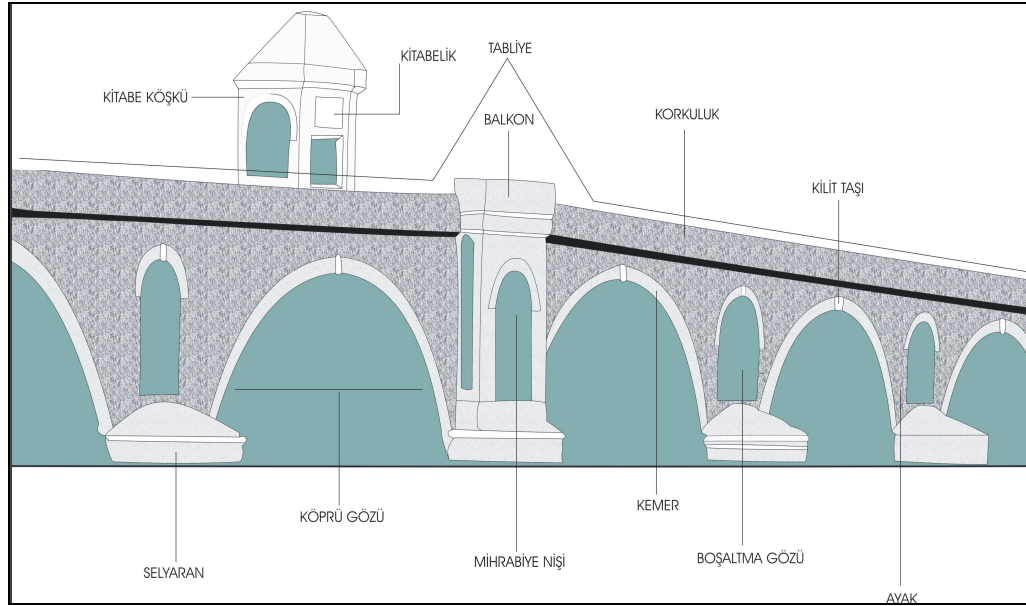 KİTABELİK
TABLİYE
KİTABE KÖŞKÜ
BALKON
KORKULUK
KİLİT TAŞI
KÖPRÜ GÖZÜ
KEMER
MİHRABİYE NİŞİ
BOŞALTMA GÖZÜ
SELYARAN
AYAK